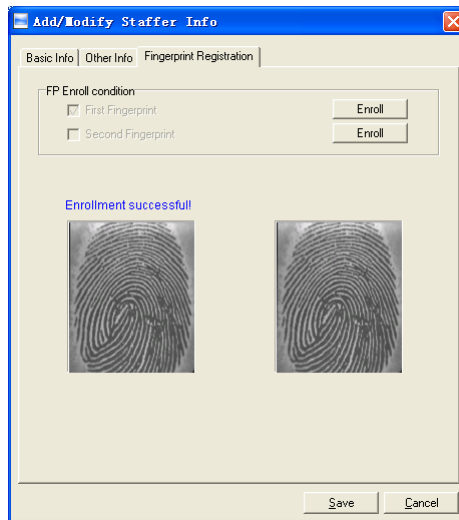 Add/Modify Staffer Info
Basic Info Other Info Fingerprint Registration
FP Enroll condition
First Fingerprint Enroll
Second Fingerprint Enroll
Enrollment successful!
Save Cancel